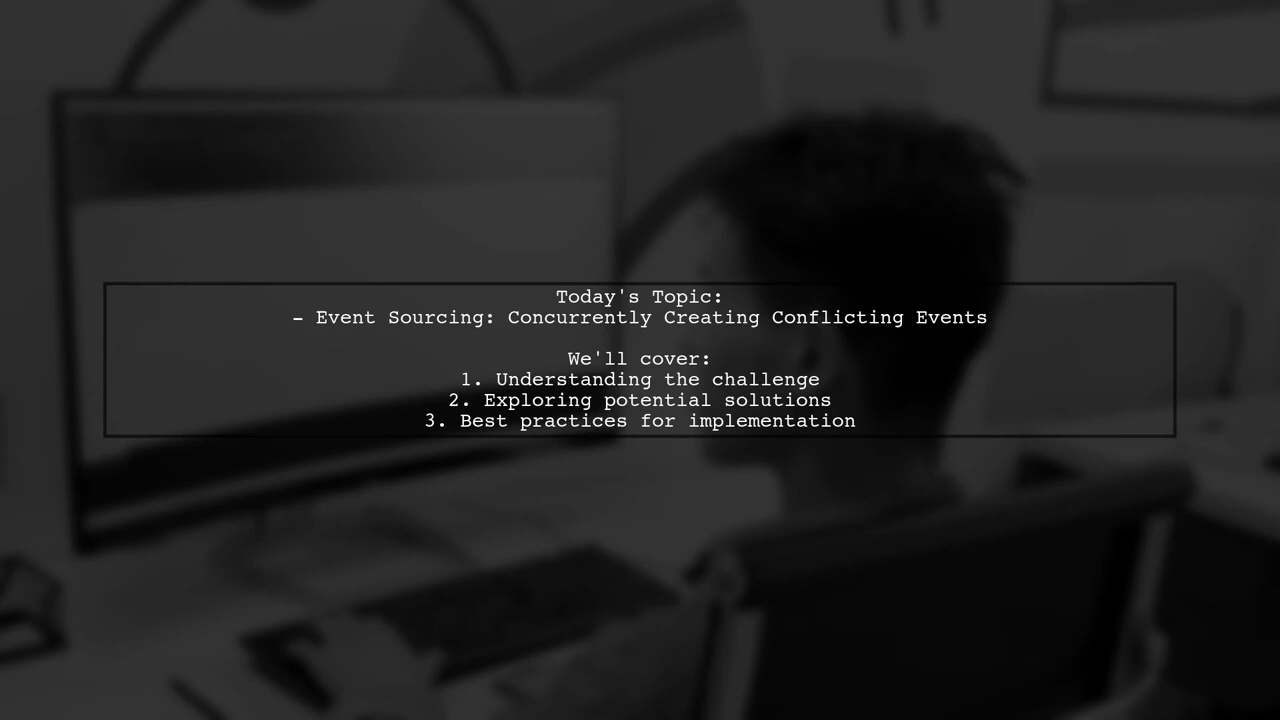 Today's Topic:
- Event Sourcing: Concurrently Creating Conflicting Events
We'll cover:
1. Understanding the challenge
2. Exploring potential solutions
3. Best practices for implementation